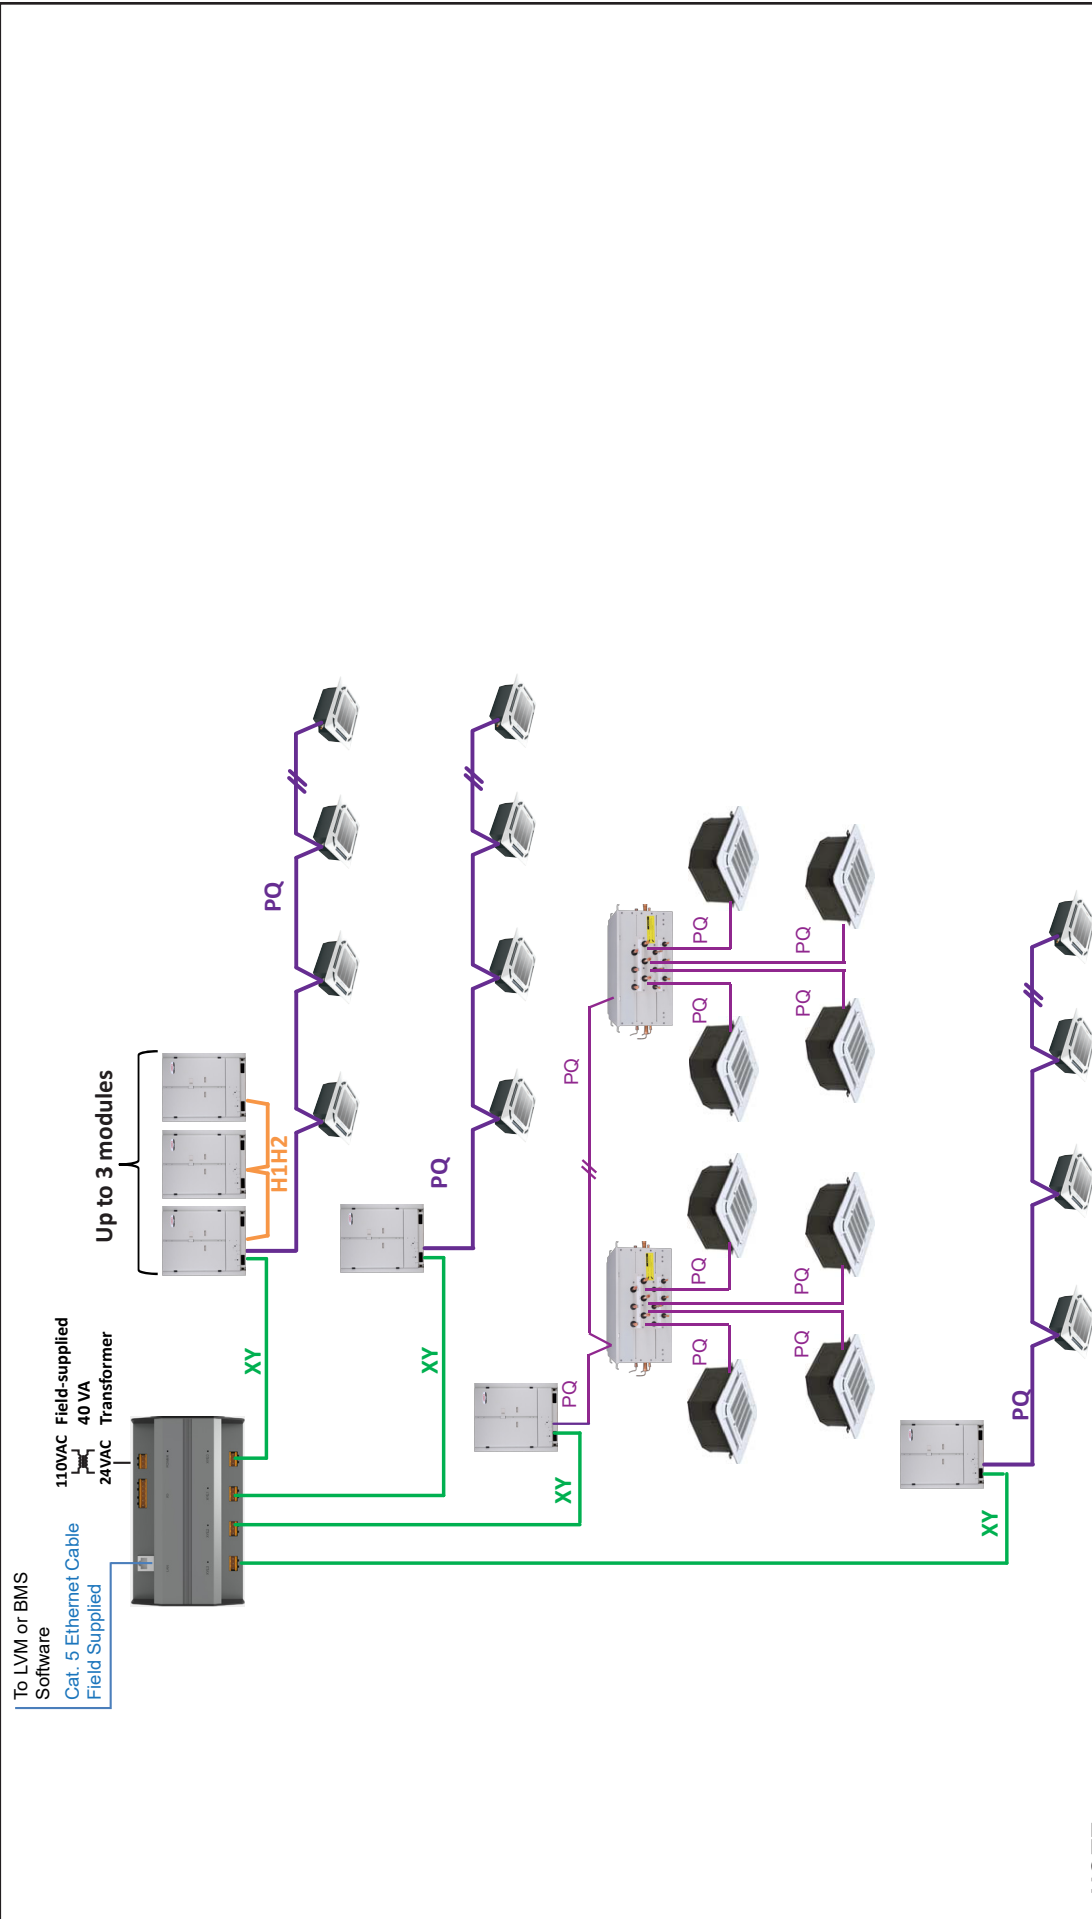 To LVM or BMS
Software
Cat. 5 Ethernet Cable
Field Supplied
110VAC
24VAC
Field-supplied
40 VA
Transformer
Up to 3 modules
H1H2
XY
PQ
XY
PQ
XY
PQ
PQ
PQ
PQ
PQ
PQ
PQ
PQ
PQ
PQ
XY
PQ